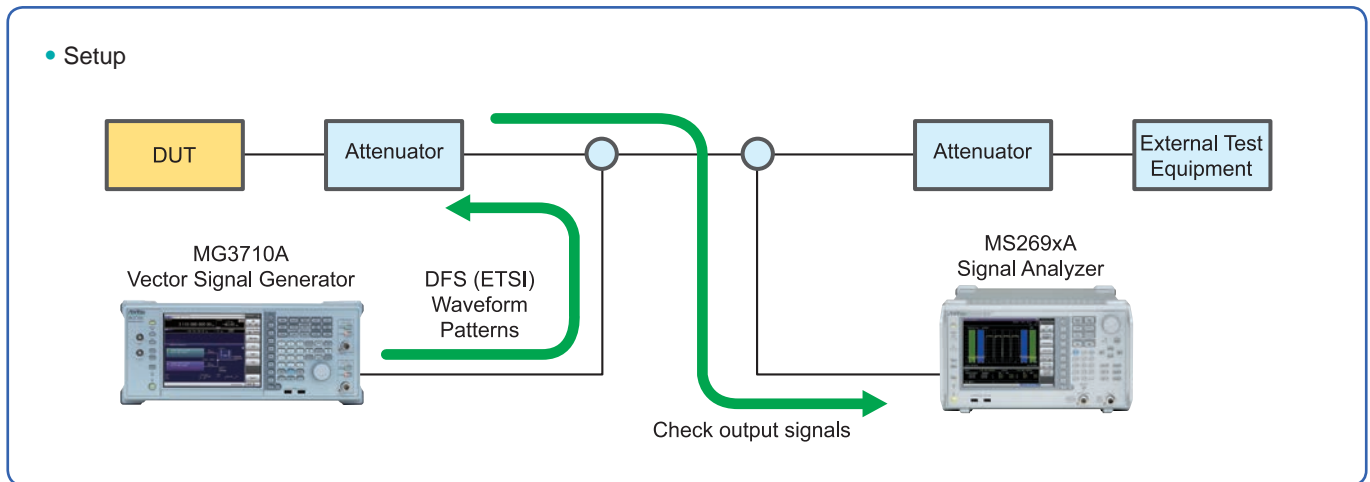 • Setup
DUT
Attenuator
Attenuator
External Test
Equipment
MG3710A
Vector Signal Generator
DFS (ETSI)
Waveform
Patterns
MS269xA
Signal Analyzer
Check output signals